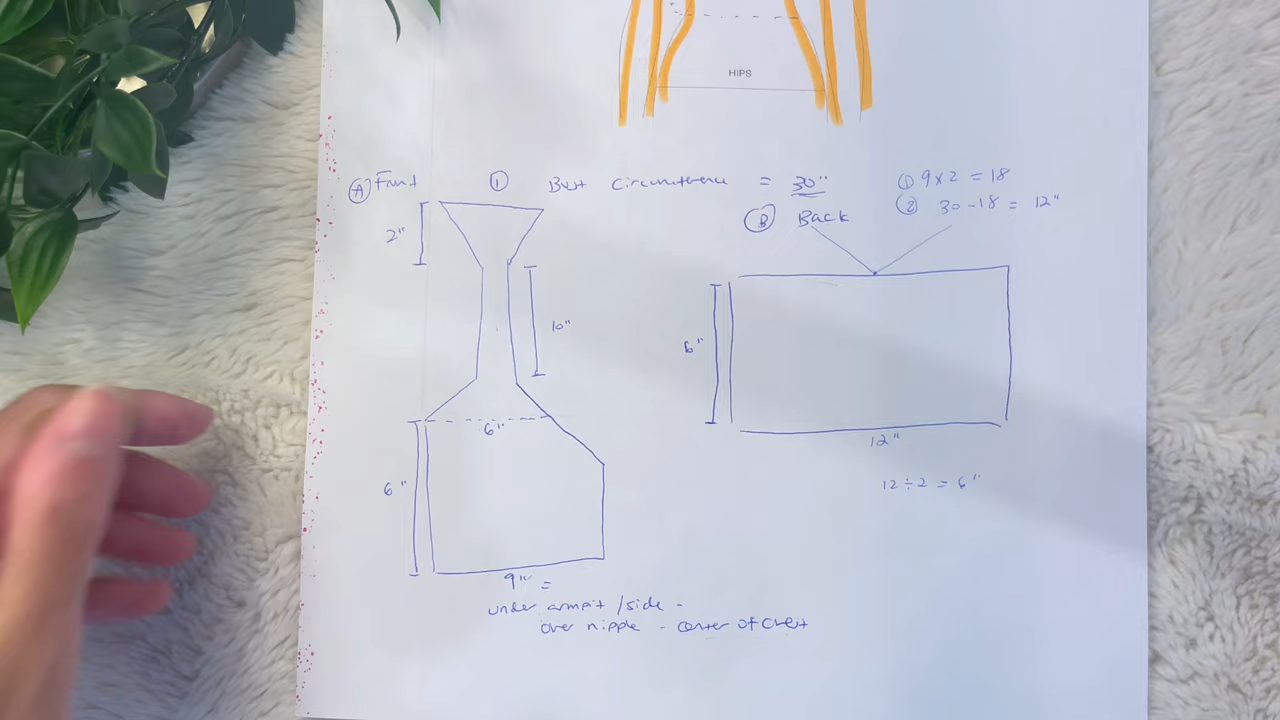 HIPS
Ⓐ Front
① Bust Circumference = 30"
① 9x2 = 18
② 30-18 = 12"
Ⓑ Back
2"
10"
6"
6"
9" =
under armpit /side -
over nipple - center of chest
6"
12"
12 ÷ 2 = 6"